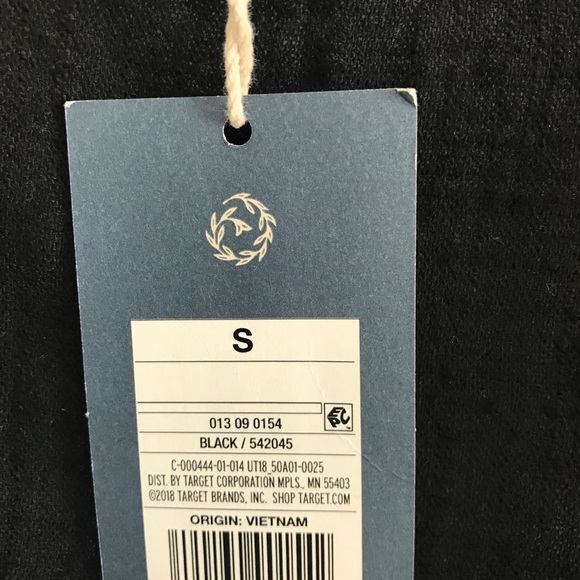 S
013 09 0154
BLACK / 542045
C-000444-01-014 UT18_50A01-0025
DIST. BY TARGET CORPORATION MPLS., MN 55403
©2018 TARGET BRANDS, INC. SHOP TARGET.COM
ORIGIN: VIETNAM